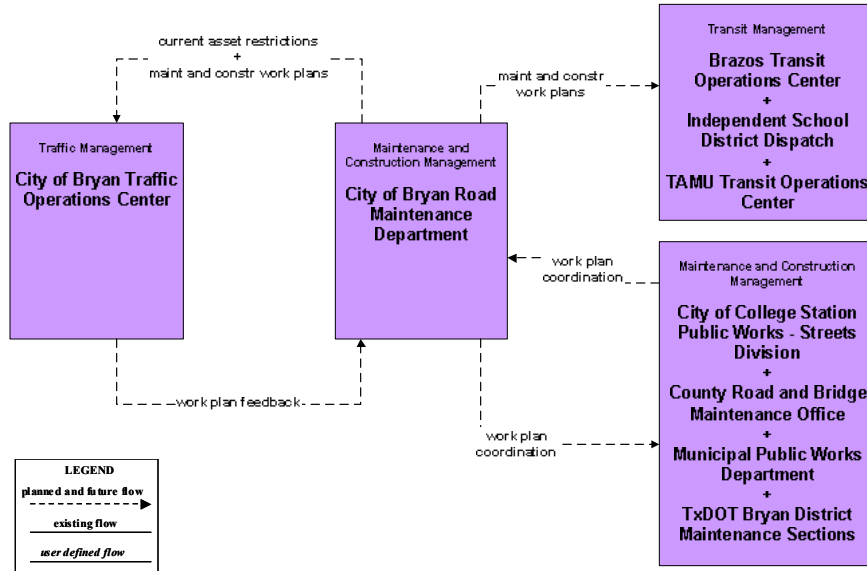 current asset restrictions
+
maint and constr work plans
Traffic Management
City of Bryan Traffic
Operations Center
Maintenance and
Construction Management
City of Bryan Road
Maintenance
Department
maint and constr
work plans
Transit Management
Brazos Transit
Operations Center
+
Independent School
District Dispatch
+
TAMU Transit Operations
Center
work plan
coordination
Maintenance and Construction
Management
City of College Station
Public Works - Streets
Division
+
County Road and Bridge
Maintenance Office
+
Municipal Public Works
Department
+
TxDOT Bryan District
Maintenance Sections
work plan feedback
work plan
coordination
LEGEND
planned and future flow
existing flow
user defined flow